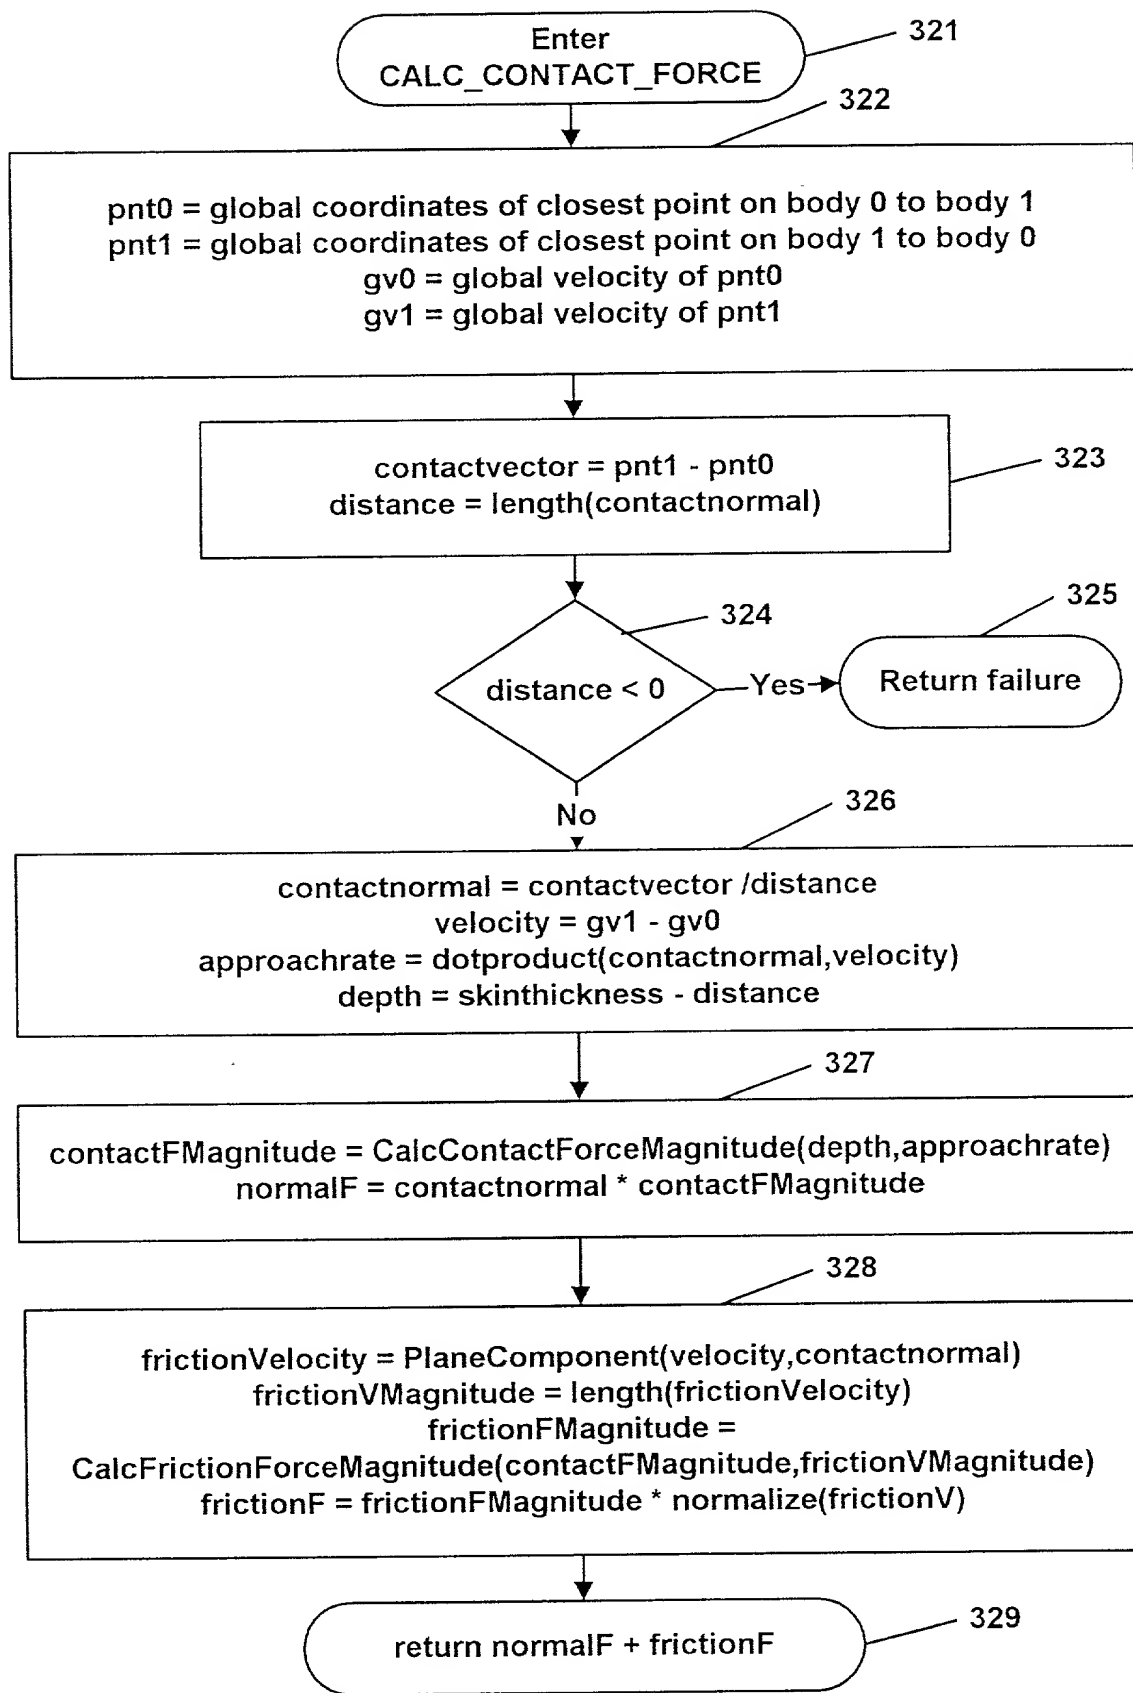 Enter
CALC_CONTACT_FORCE
321
322
pnt0 = global coordinates of closest point on body 0 to body 1
pnt1 = global coordinates of closest point on body 1 to body 0
gv0 = global velocity of pnt0
gv1 = global velocity of pnt1
contactvector = pnt1 - pnt0
distance = length(contactnormal)
323
324
distance < 0
Yes
325
Return failure
No
326
contactnormal = contactvector /distance
velocity = gv1 - gv0
approachrate = dotproduct(contactnormal,velocity)
depth = skinthickness - distance
327
contactFMagnitude = CalcContactForceMagnitude(depth,approachrate)
normalF = contactnormal * contactFMagnitude
328
frictionVelocity = PlaneComponent(velocity,contactnormal)
frictionVMagnitude = length(frictionVelocity)
frictionFMagnitude =
CalcFrictionForceMagnitude(contactFMagnitude,frictionVMagnitude)
frictionF = frictionFMagnitude * normalize(frictionV)
return normalF + frictionF
329